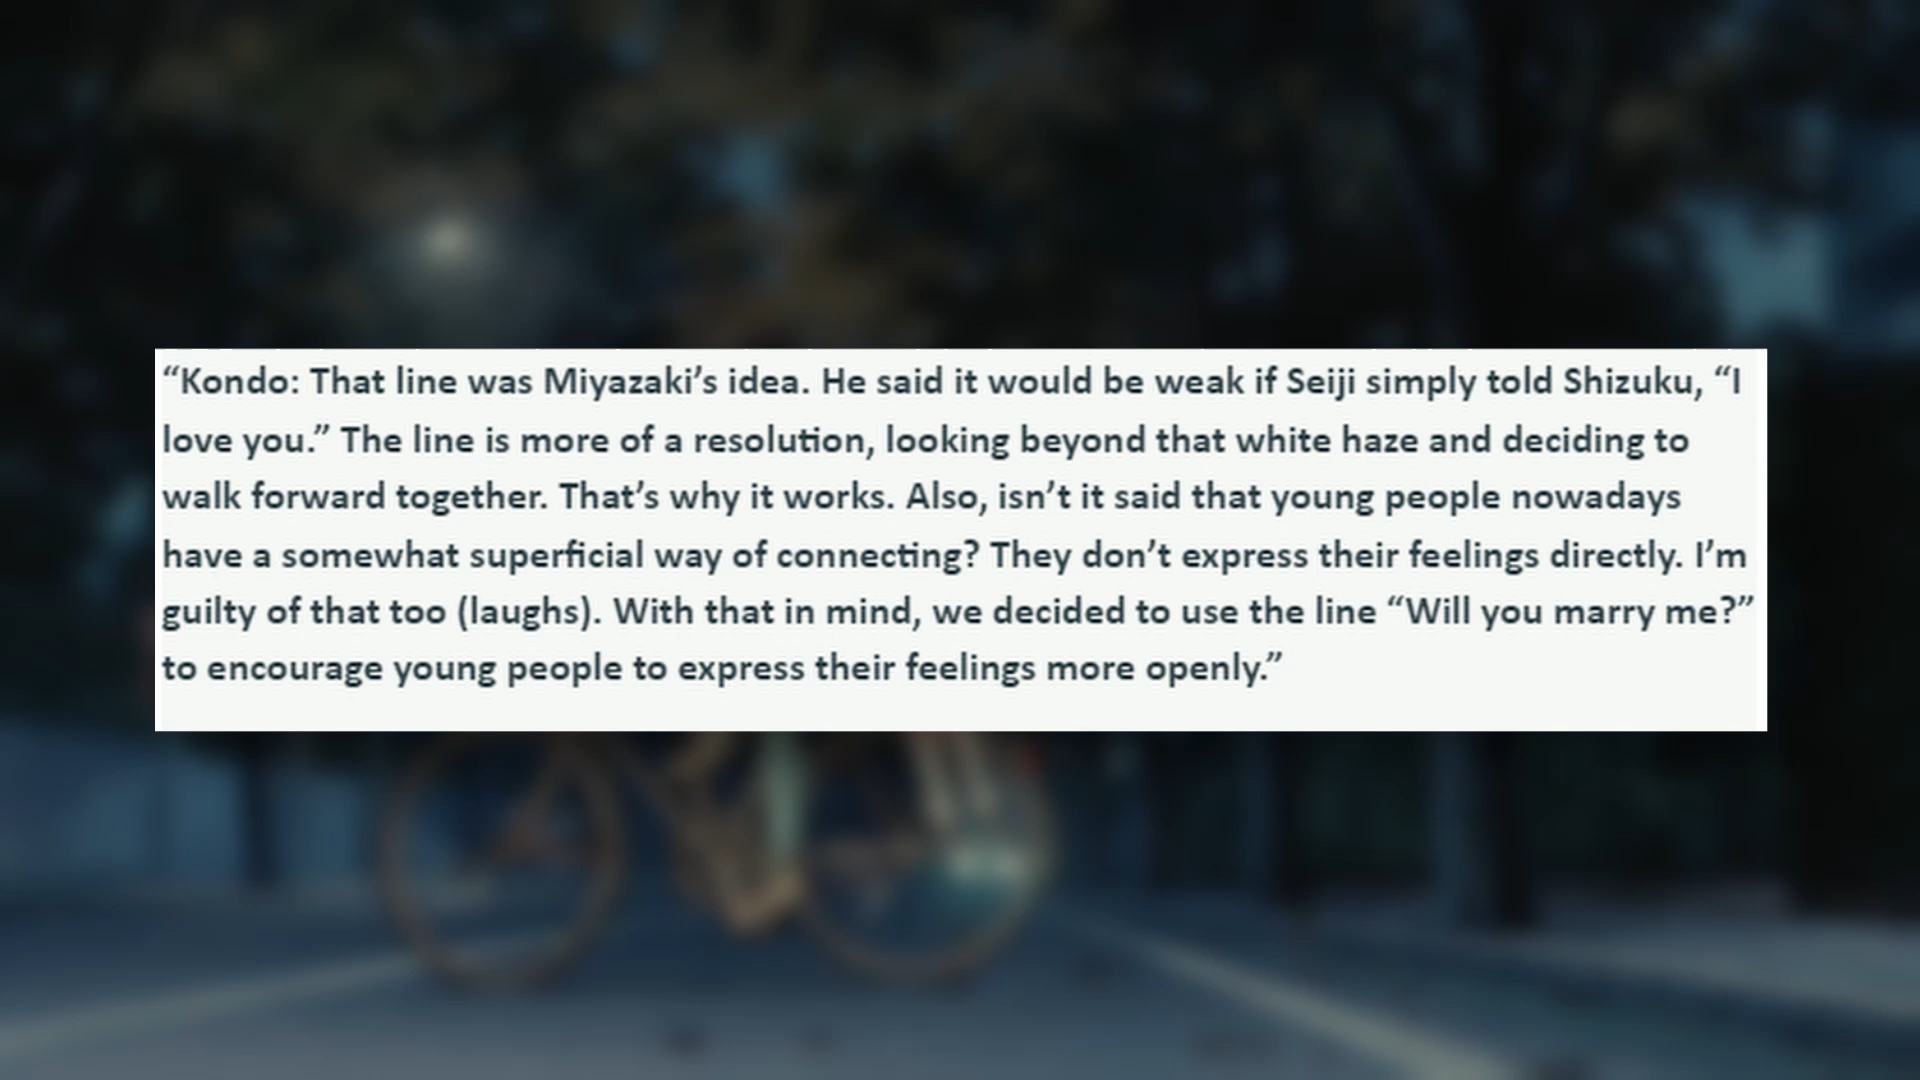 “Kondo: That line was Miyazaki’s idea. He said it would be weak if Seiji simply told Shizuku, “I
love you.” The line is more of a resolution, looking beyond that white haze and deciding to
walk forward together. That’s why it works. Also, isn’t it said that young people nowadays
have a somewhat superficial way of connecting? They don’t express their feelings directly. I’m
guilty of that too (laughs). With that in mind, we decided to use the line “Will you marry me?”
to encourage young people to express their feelings more openly.”